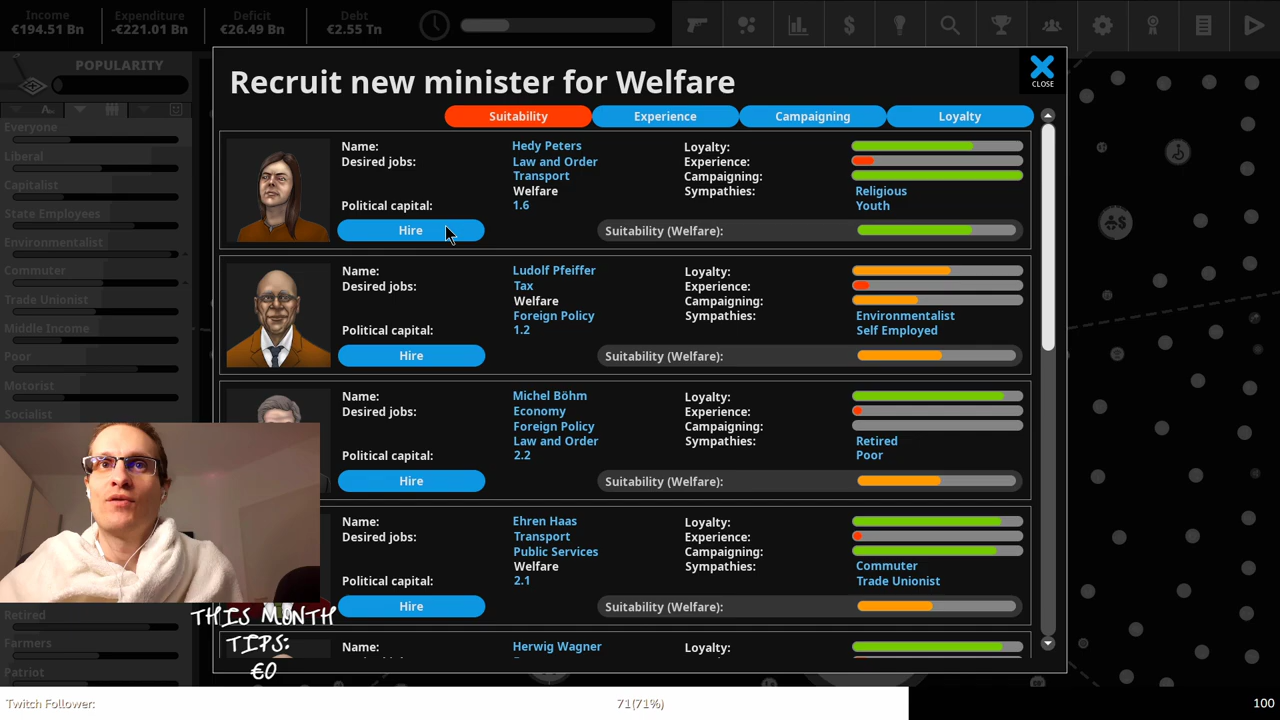 Income
€194.51 Bn
Expenditure
-€221.01 Bn
Deficit
€26.49 Bn
Debt
€2.55 Tn
POPULARITY
Everyone
Liberal
Capitalist
State Employees
Environmentalist
Commuter
Trade Unionist
Middle Income
Poor
Motorist
Socialist
Retired
Farmers
Patriot
Recruit new minister for Welfare
CLOSE
Suitability Experience Campaigning Loyalty
Name: Hedy Peters Loyalty:
Desired jobs: Law and Order Experience:
Transport Campaigning:
Welfare Sympathies: Religious
Political capital: 1.6 Youth
Hire Suitability (Welfare):
Name: Ludolf Pfeiffer Loyalty:
Desired jobs: Tax Experience:
Welfare Campaigning:
Foreign Policy Sympathies: Environmentalist
Political capital: 1.2 Self Employed
Hire Suitability (Welfare):
Name: Michel Böhm Loyalty:
Desired jobs: Economy Experience:
Foreign Policy Campaigning:
Law and Order Sympathies: Retired
Political capital: 2.2 Poor
Hire Suitability (Welfare):
Name: Ehren Haas Loyalty:
Desired jobs: Transport Experience:
Public Services Campaigning:
Welfare Sympathies: Commuter
Political capital: 2.1 Trade Unionist
Hire Suitability (Welfare):
Name: Herwig Wagner Loyalty:
THIS MONTH
TIPS:
€0
Twitch Follower: 71(71%) 100